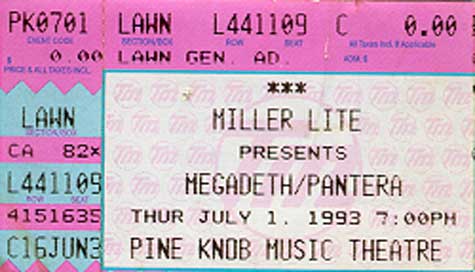 PK0701 LAWN L441109 C 0.00
EVENT CODE SECTION/BOX ROW SEAT All Taxes Incl. If Applicable
$ 0.00 LAWN GEN. AD. ADM. $
PRICE & ALL TAXES INCL.
***
LAWN MILLER LITE
SECTION/BOX
PRESENTS
CA 82×
L441109 MEGADETH/PANTERA
ROW SEAT
4151635 THUR JULY 1, 1993 7:00PM
C16JUN3 PINE KNOB MUSIC THEATRE